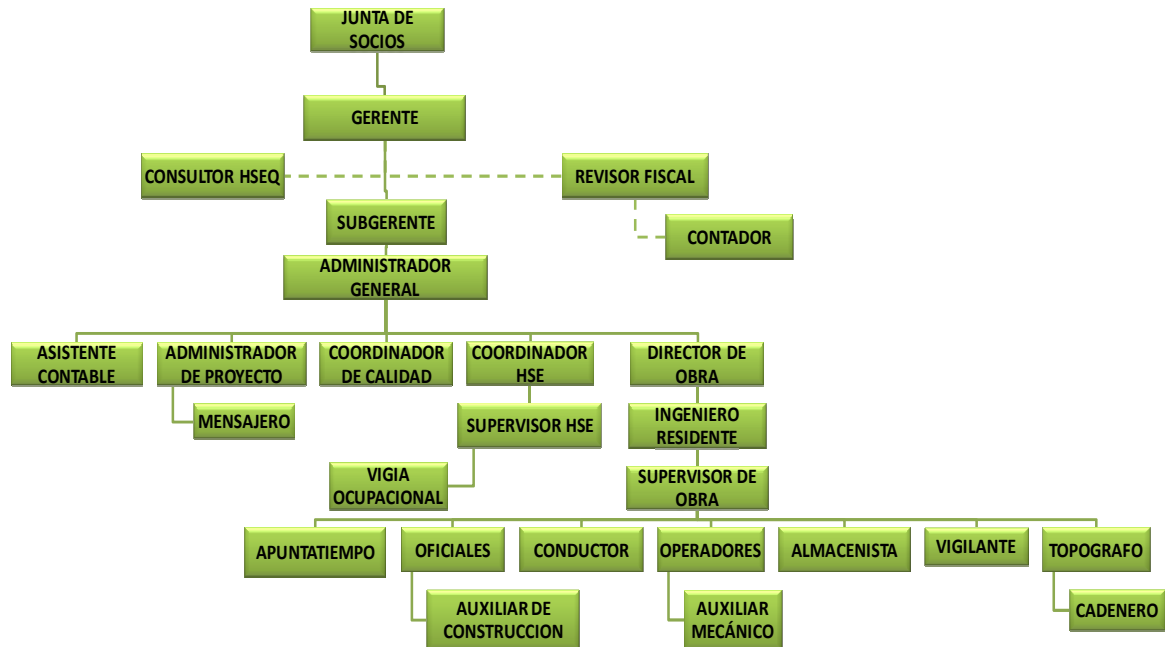 JUNTA DE
SOCIOS
GERENTE
CONSULTOR HSEQ
REVISOR FISCAL
SUBGERENTE
CONTADOR
ADMINISTRADOR
GENERAL
ASISTENTE
CONTABLE
ADMINISTRADOR
DE PROYECTO
COORDINADOR
DE CALIDAD
COORDINADOR
HSE
DIRECTOR DE
OBRA
MENSAJERO
SUPERVISOR HSE
INGENIERO
RESIDENTE
VIGIA
OCUPACIONAL
SUPERVISOR DE
OBRA
APUNTATIEMPO
OFICIALES
CONDUCTOR
OPERADORES
ALMACENISTA
VIGILANTE
TOPOGRAFO
AUXILIAR DE
CONSTRUCCION
AUXILIAR
MECÁNICO
CADENERO